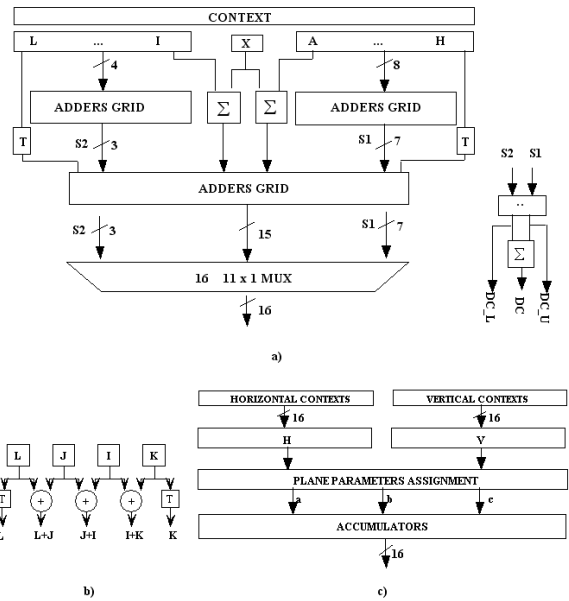 CONTEXT
L ... I X A ... H
4 8
ADDERS GRID Σ Σ ADDERS GRID
T S2 3 S1 7 T
ADDERS GRID
S2 3 15 S1 7
16 11 x 1 MUX
16
a)
S2 S1
..
Σ
DC_L DC DC_U
L J I K
T + + + T
L L+J J+I I+K K
b)
HORIZONTAL CONTEXTS VERTICAL CONTEXTS
16 16
H V
PLANE PARAMETERS ASSIGNMENT
a b c
ACCUMULATORS
16
c)